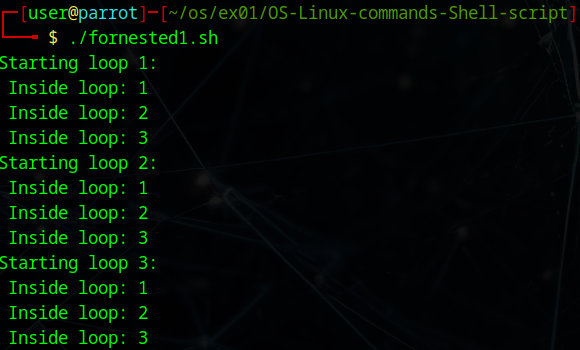 ┌─[user@parrot]─[~/os/ex01/OS-Linux-commands-Shell-script]
└──╼ $ ./fornested1.sh
Starting loop 1:
 Inside loop: 1
 Inside loop: 2
 Inside loop: 3
Starting loop 2:
 Inside loop: 1
 Inside loop: 2
 Inside loop: 3
Starting loop 3:
 Inside loop: 1
 Inside loop: 2
 Inside loop: 3